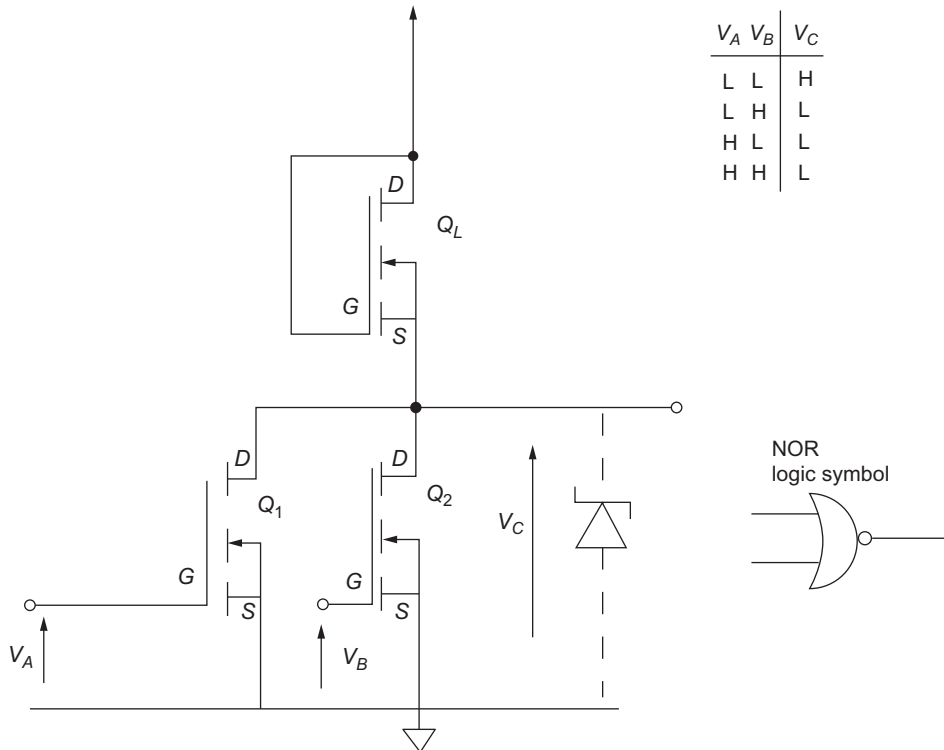 V_A V_B V_C
L L H
L H L
H L L
H H L
D
Q_L
G
S
D
Q_1
G
S
D
Q_2
G
S
V_A
V_B
V_C
NOR
logic symbol